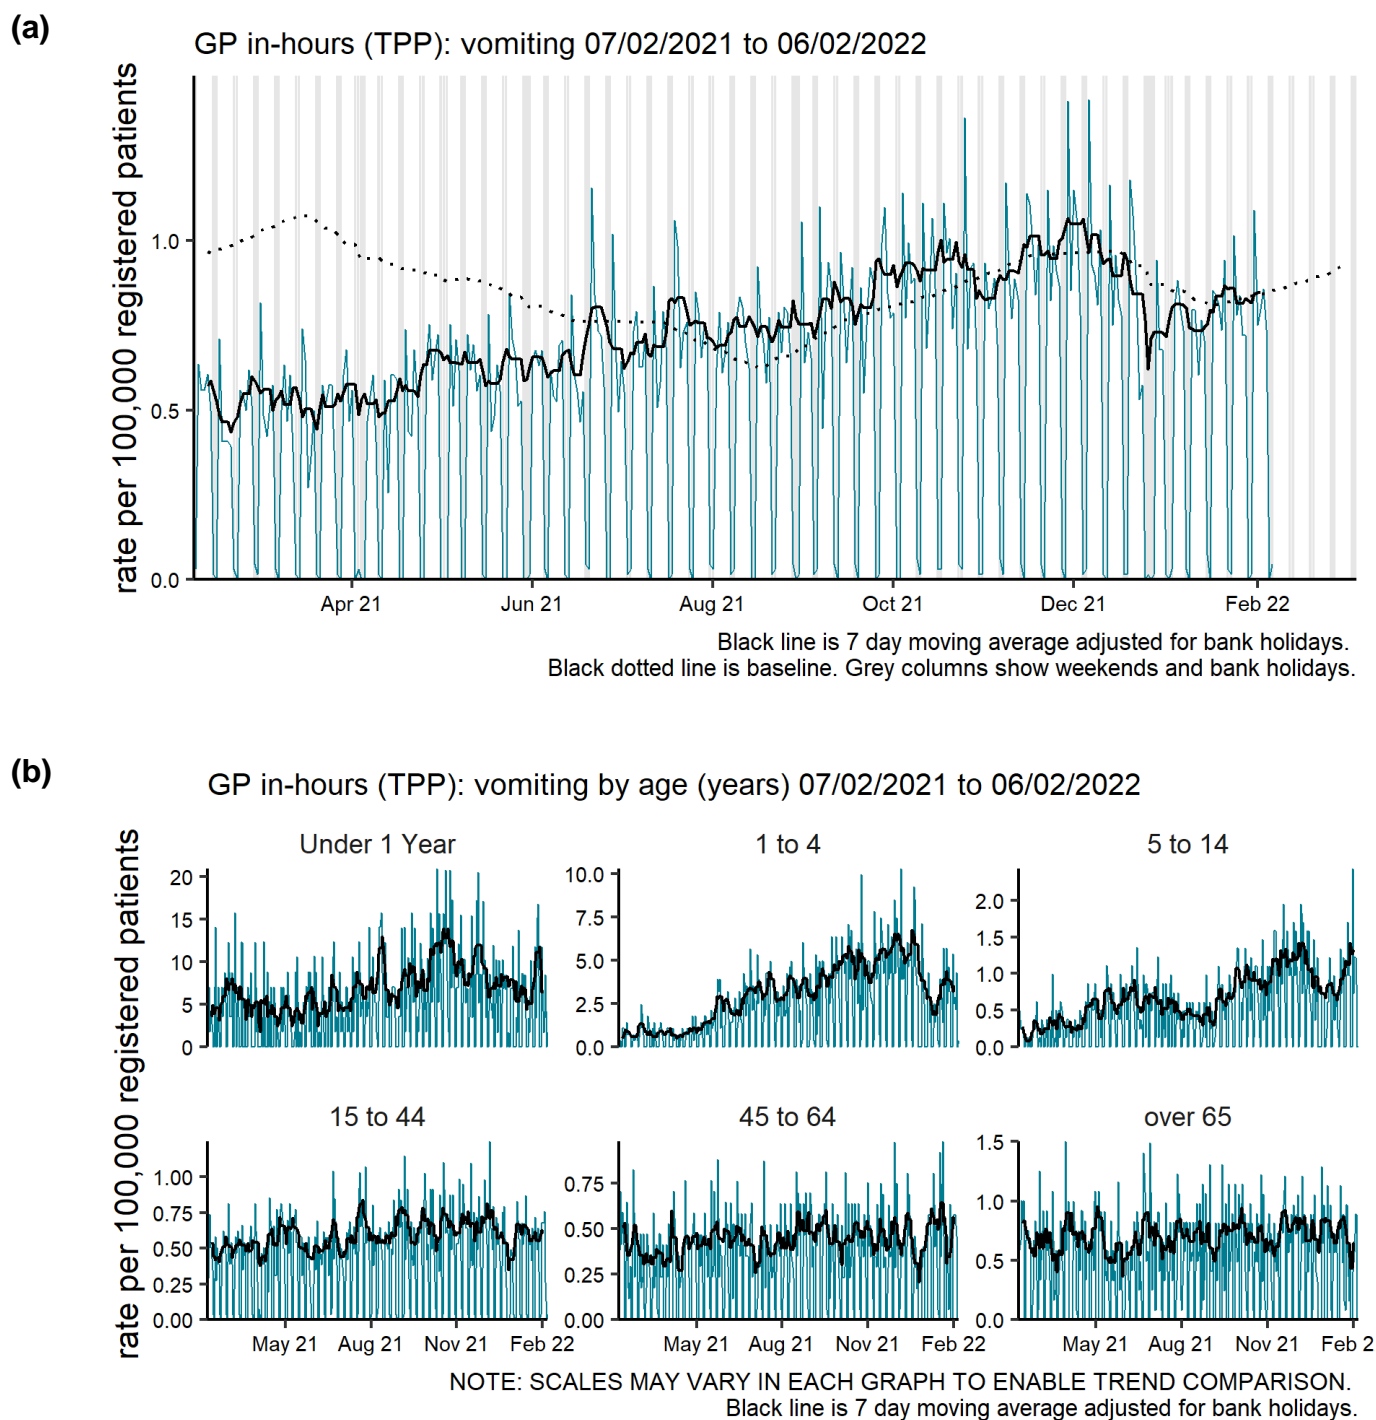 (a)
GP in-hours (TPP): vomiting 07/02/2021 to 06/02/2022
rate per 100,000 registered patients
1.0
0.5
0.0
Apr 21 Jun 21 Aug 21 Oct 21 Dec 21 Feb 22
Black line is 7 day moving average adjusted for bank holidays.
Black dotted line is baseline. Grey columns show weekends and bank holidays.
(b)
GP in-hours (TPP): vomiting by age (years) 07/02/2021 to 06/02/2022
rate per 100,000 registered patients
Under 1 Year
20
15
10
5
0
1 to 4
10.0
7.5
5.0
2.5
0.0
5 to 14
2.0
1.5
1.0
0.5
0.0
15 to 44
1.00
0.75
0.50
0.25
0.00
May 21 Aug 21 Nov 21 Feb 22
45 to 64
0.75
0.50
0.25
0.00
May 21 Aug 21 Nov 21 Feb 22
over 65
1.5
1.0
0.5
0.0
May 21 Aug 21 Nov 21 Feb 2
NOTE: SCALES MAY VARY IN EACH GRAPH TO ENABLE TREND COMPARISON.
Black line is 7 day moving average adjusted for bank holidays.